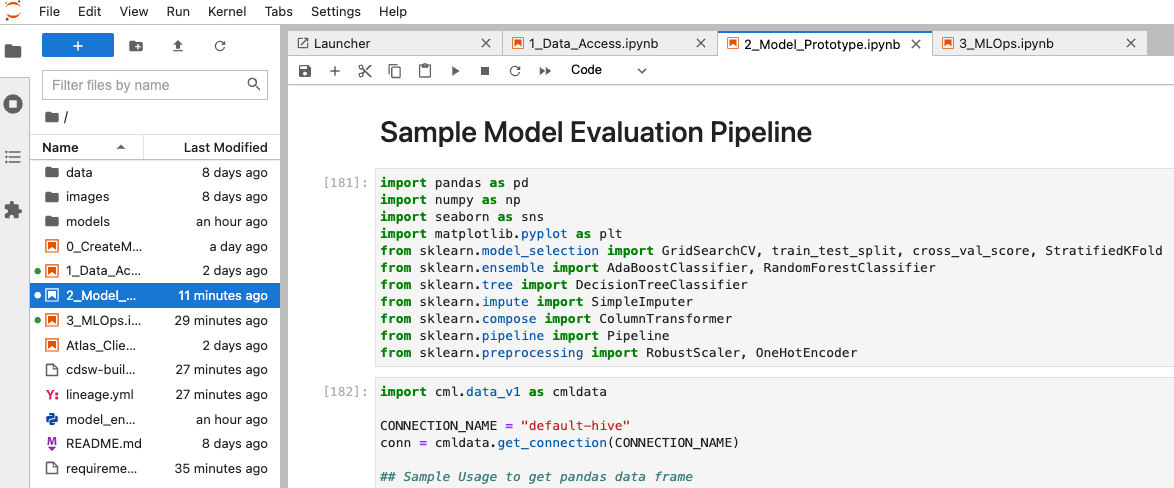 File Edit View Run Kernel Tabs Settings Help
Launcher 1_Data_Access.ipynb 2_Model_Prototype.ipynb 3_MLOps.ipynb
Filter files by name
Code
/
Name Last Modified
data 8 days ago
images 8 days ago
models an hour ago
0_CreateM... a day ago
1_Data_Ac... 2 days ago
2_Model_... 11 minutes ago
3_MLOps.i... 29 minutes ago
Atlas_Clie... 2 days ago
cdsw-buil... 27 minutes ago
Y: lineage.yml 27 minutes ago
model_en... an hour ago
M README.md 8 days ago
requireme... 35 minutes ago
Sample Model Evaluation Pipeline
[181]: import pandas as pd
import numpy as np
import seaborn as sns
import matplotlib.pyplot as plt
from sklearn.model_selection import GridSearchCV, train_test_split, cross_val_score, StratifiedKFold
from sklearn.ensemble import AdaBoostClassifier, RandomForestClassifier
from sklearn.tree import DecisionTreeClassifier
from sklearn.impute import SimpleImputer
from sklearn.compose import ColumnTransformer
from sklearn.pipeline import Pipeline
from sklearn.preprocessing import RobustScaler, OneHotEncoder
[182]: import cml.data_v1 as cmldata
CONNECTION_NAME = "default-hive"
conn = cmldata.get_connection(CONNECTION_NAME)
## Sample Usage to get pandas data frame